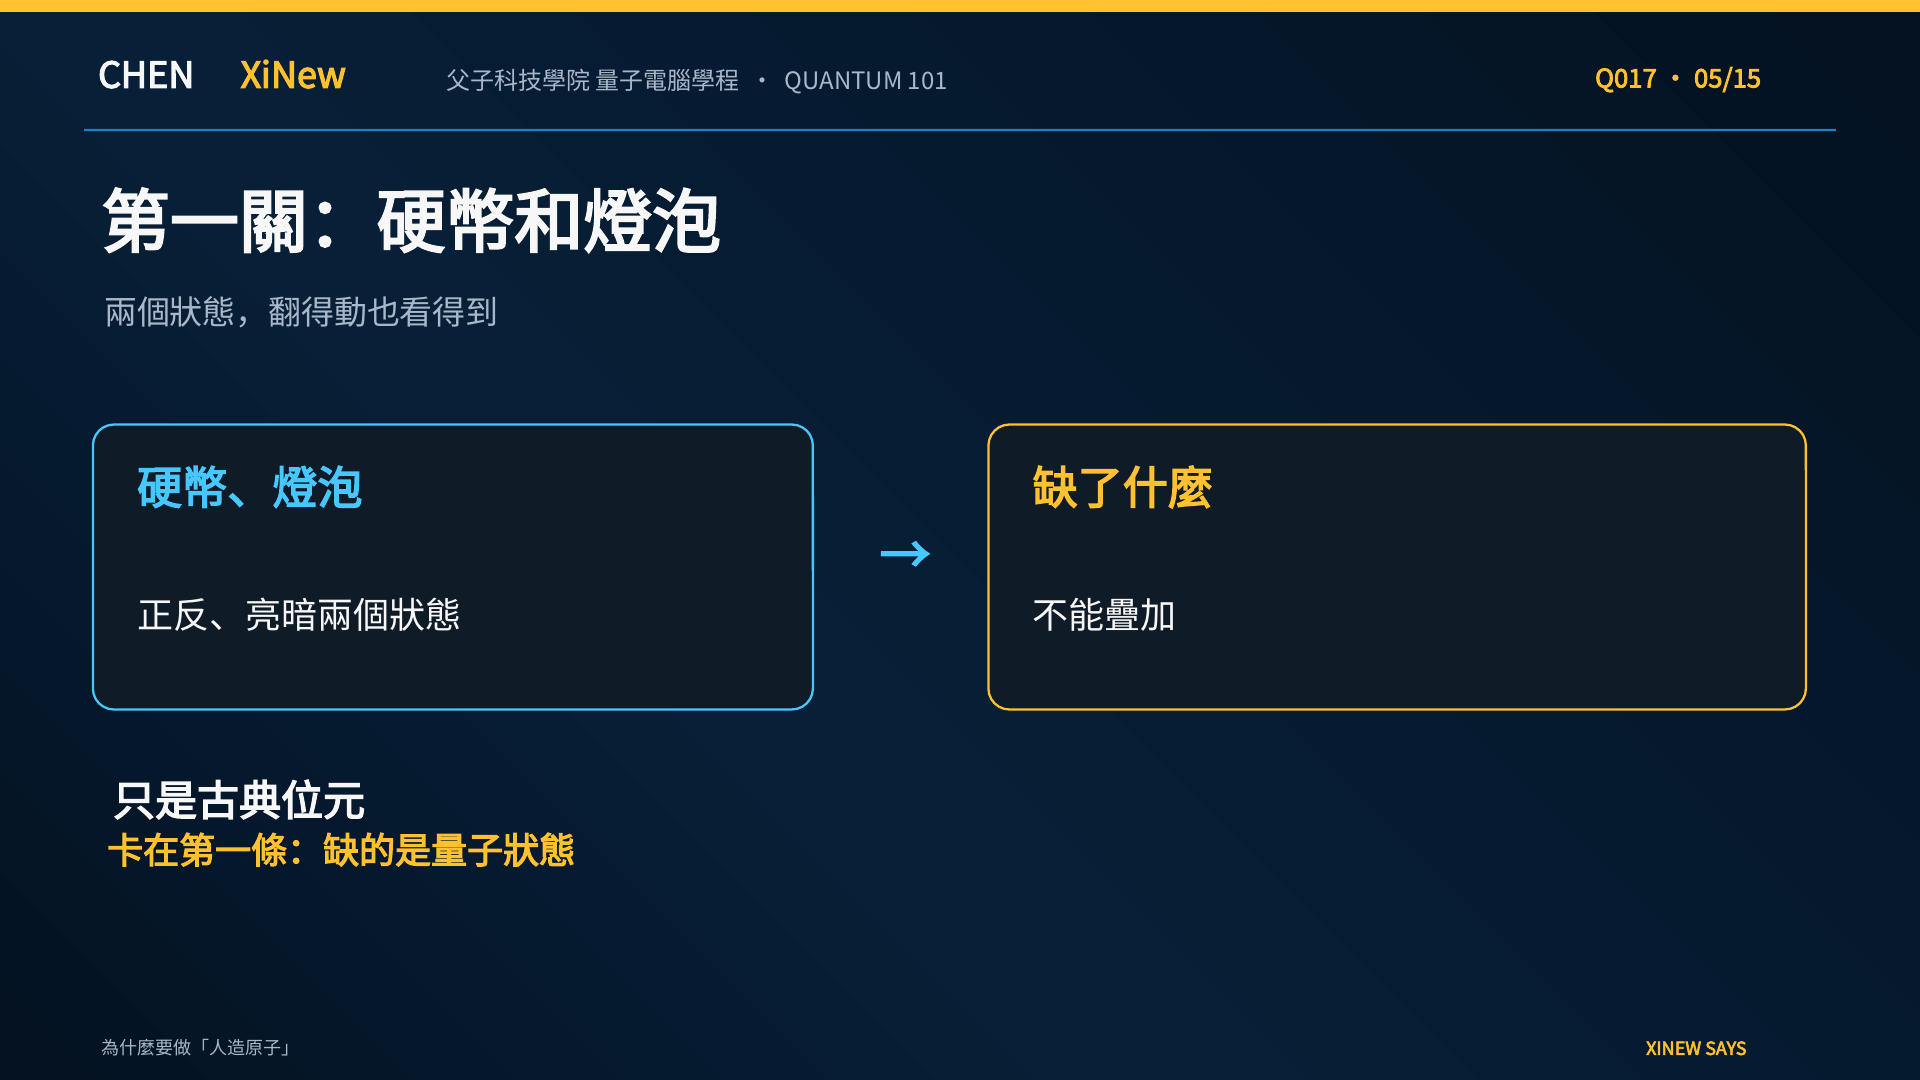 CHEN XiNew 父子科技學院 量子電腦學程 • QUANTUM 101 Q017 • 05/15
第一關：硬幣和燈泡
兩個狀態，翻得動也看得到
硬幣、燈泡
正反、亮暗兩個狀態
→
缺了什麼
不能疊加
只是古典位元
卡在第一條：缺的是量子狀態
為什麼要做「人造原子」
XINEW SAYS